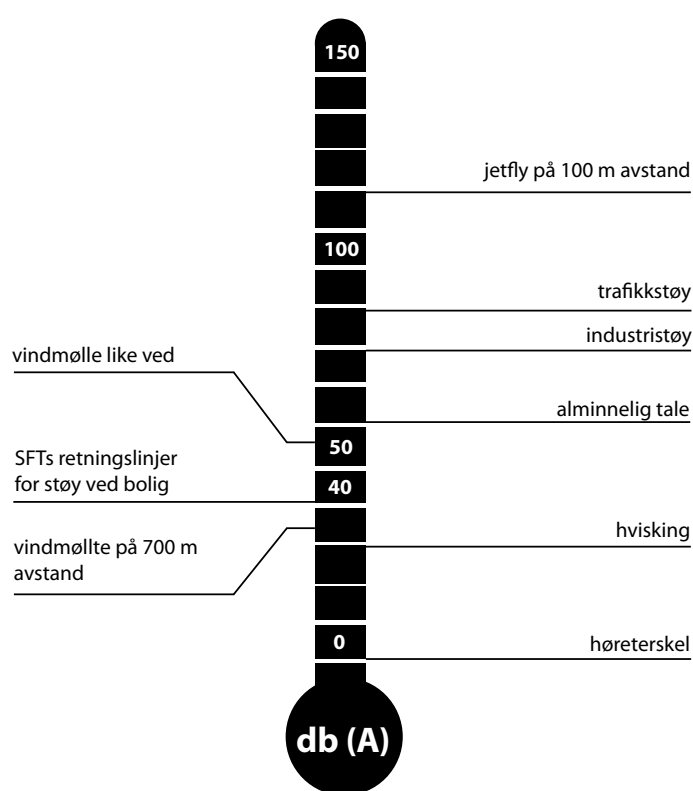 150
jetfly på 100 m avstand
100
trafikkstøy
industristøy
vindmølle like ved
alminnelig tale
50
SFTs retningslinjer
for støy ved bolig
40
hvisking
vindmøllte på 700 m
avstand
0
høreterskel
db (A)